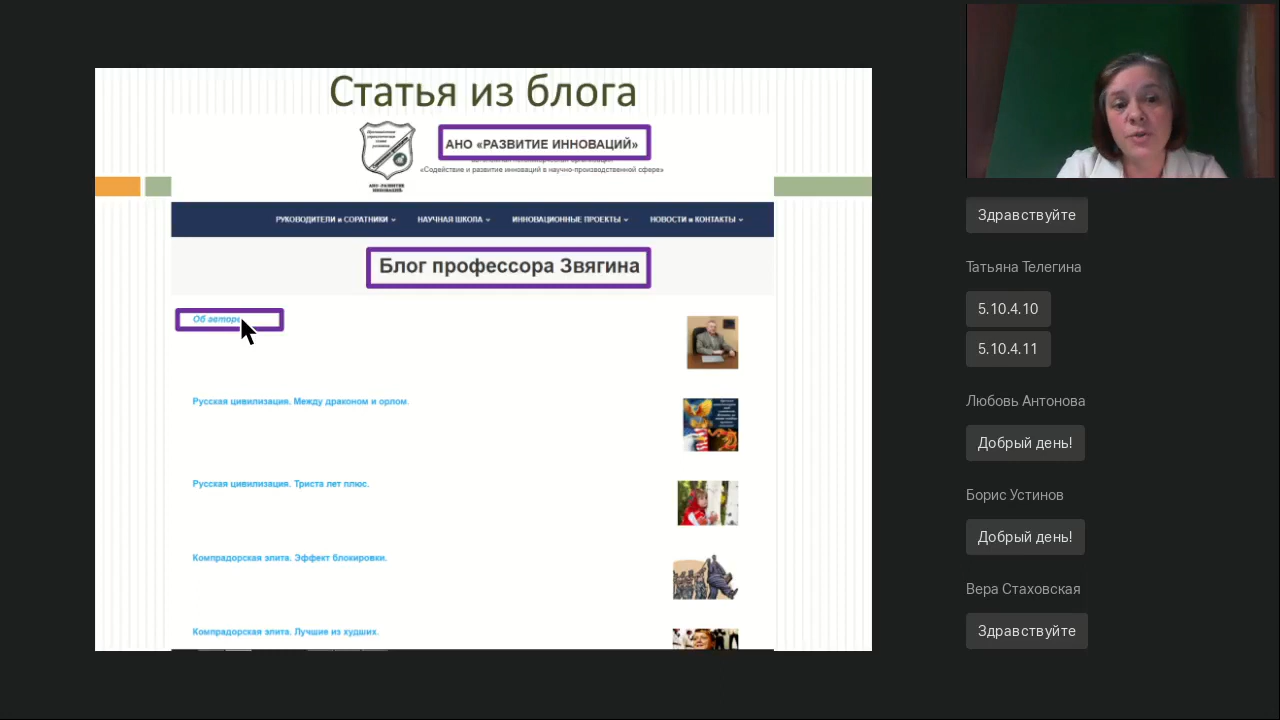 Статья из блога
АНО «РАЗВИТИЕ ИННОВАЦИЙ»
«Содействие и развитие инноваций в научно-производственной сфере»
РУКОВОДИТЕЛИ и СОРАТНИКИ НАУЧНАЯ ШКОЛА ИННОВАЦИОННЫЕ ПРОЕКТЫ НОВОСТИ и КОНТАКТЫ
Блог профессора Звягина
Об авторе
Русская цивилизация. Между драконом и орлом.
Русская цивилизация. Триста лет плюс.
Компрадорская элита. Эффект блокировки.
Компрадорская элита. Лучшие из худших.
Здравствуйте
Татьяна Телегина
5.10.4.10
5.10.4.11
Любовь Антонова
Добрый день!
Борис Устинов
Добрый день!
Вера Стаховская
Здравствуйте